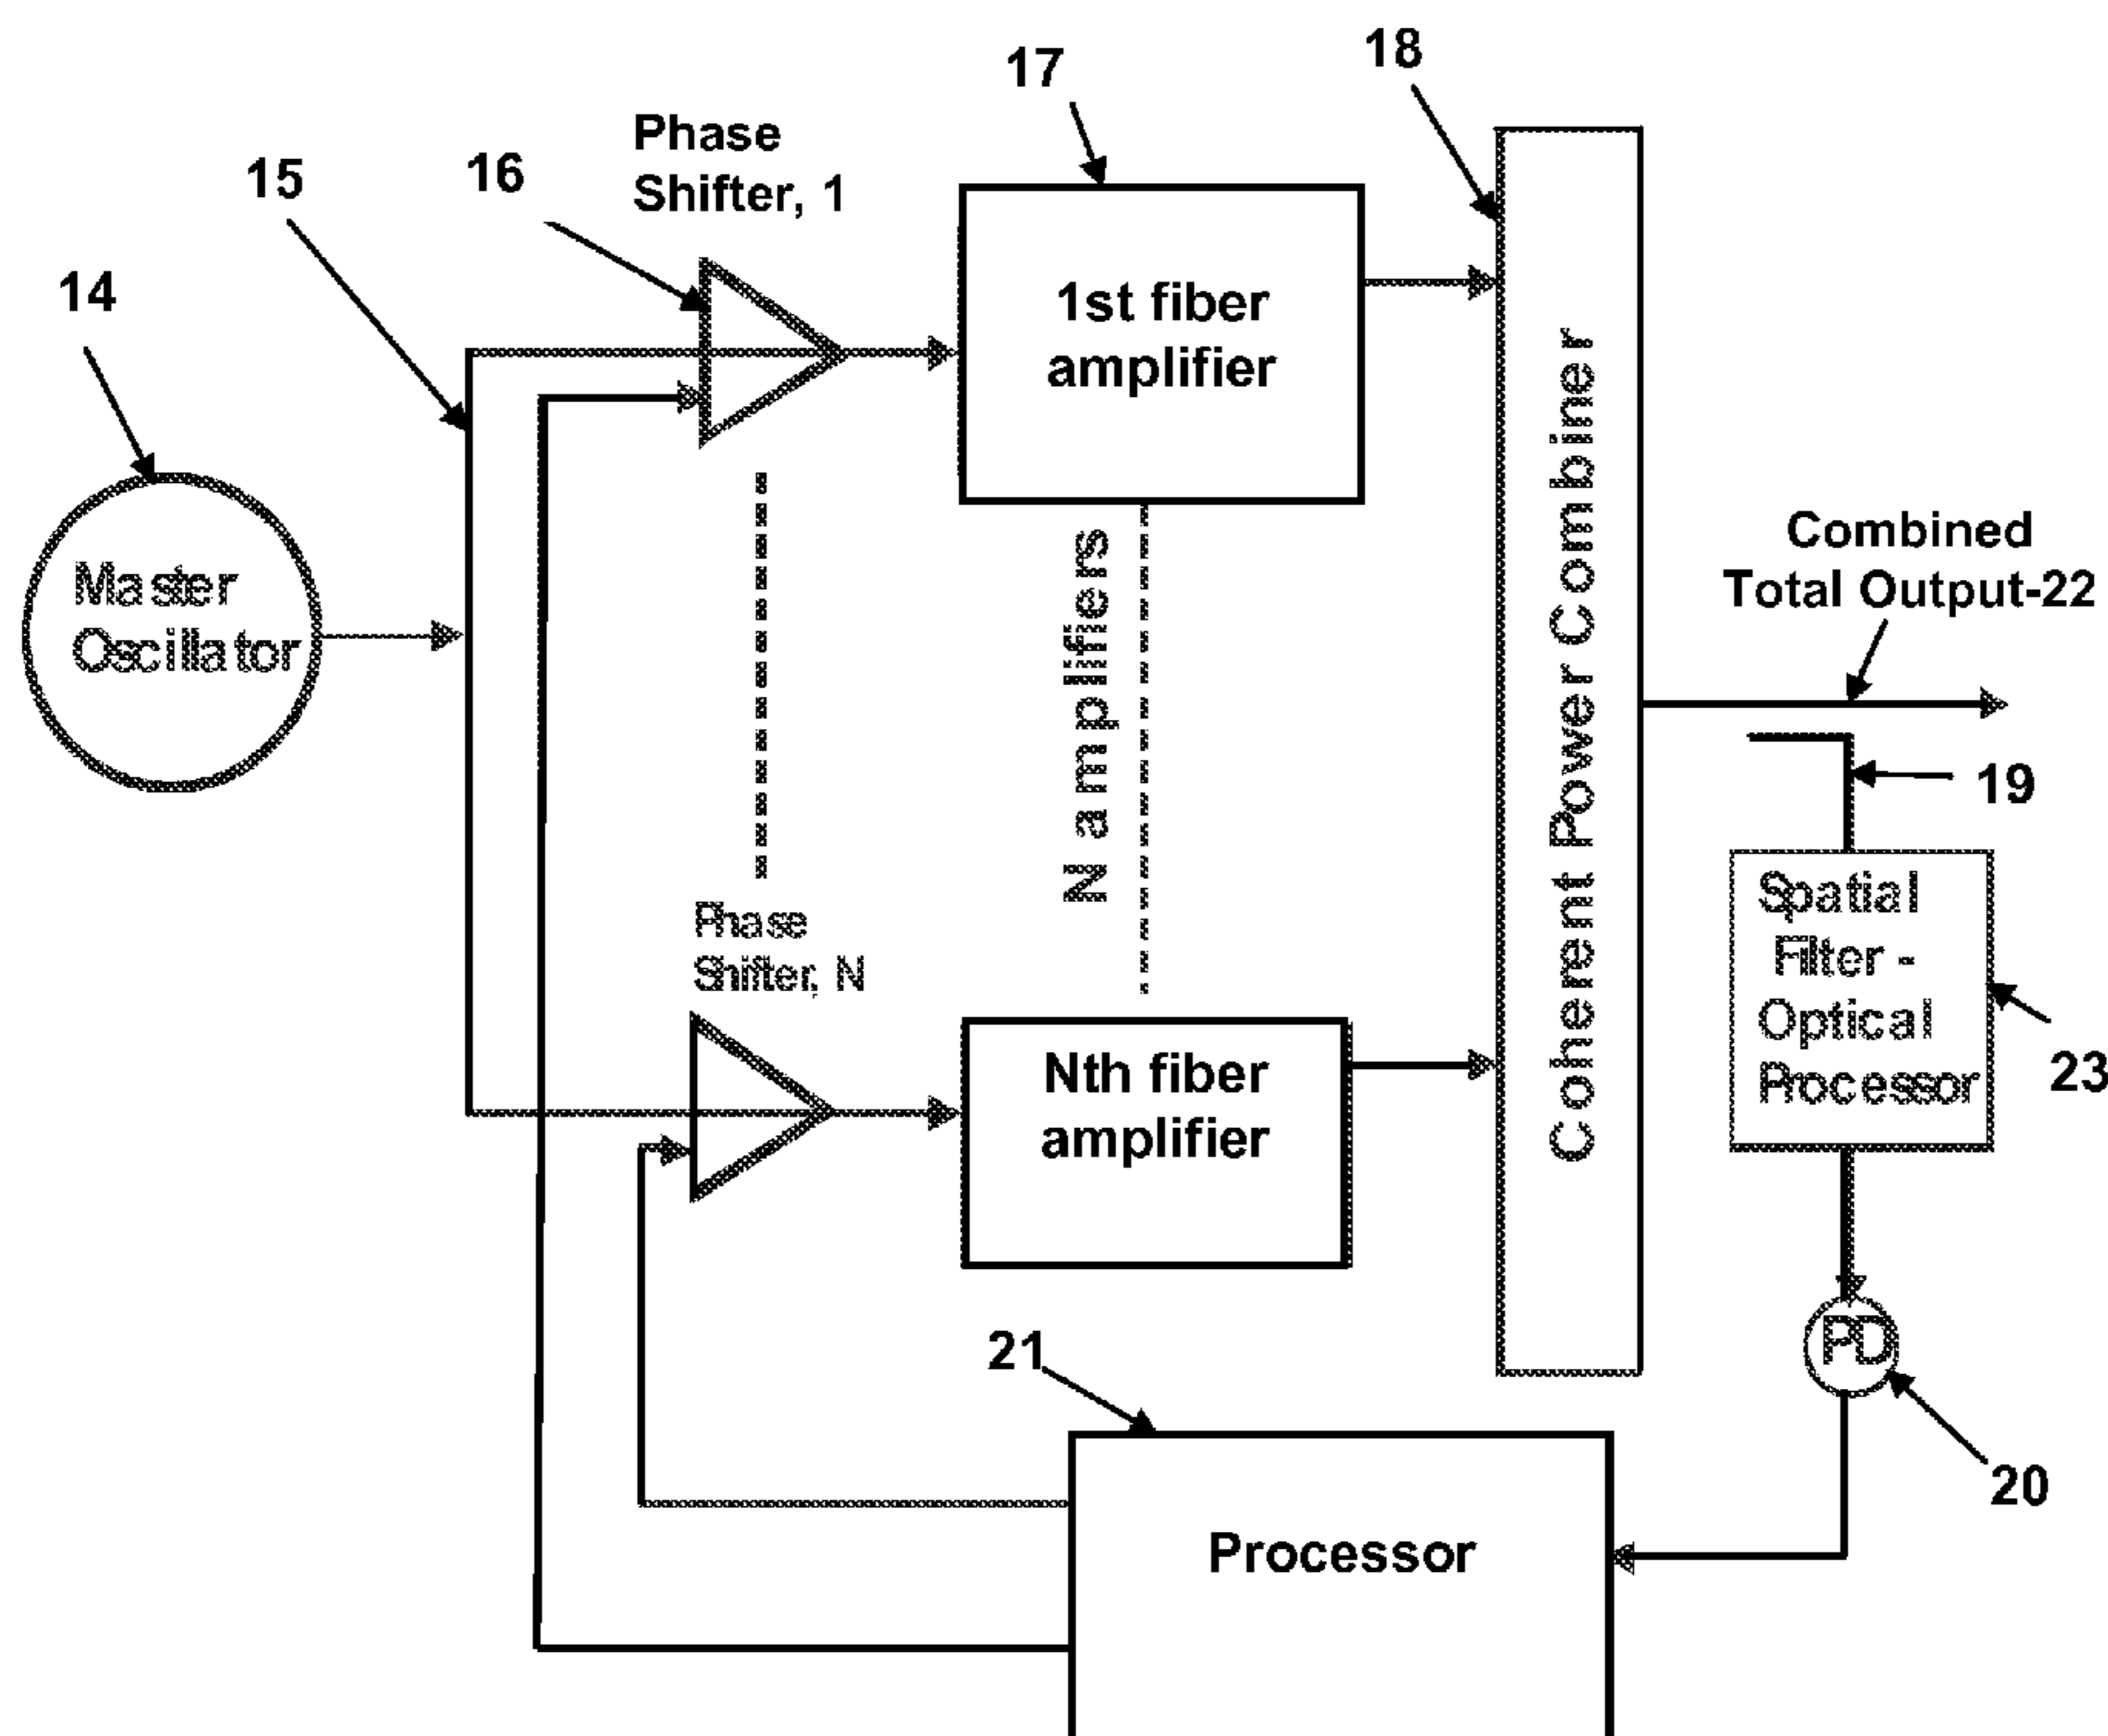 17
18
Phase
Shifter, 1
15
16
14
1st fiber
amplifier
Master
Oscillator
N amplifiers
Coherent Power Combiner
Combined
Total Output-22
19
Phase
Shifter, N
Spatial
Filter -
Optical
Processor
23
Nth fiber
amplifier
PD
20
21
Processor